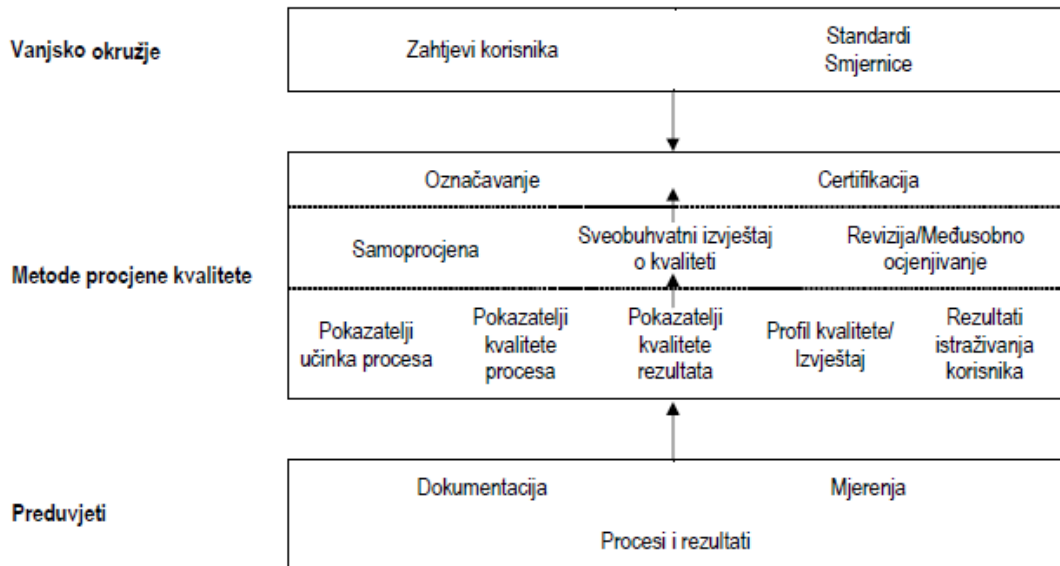 Vanjsko okružje
Zahtjevi korisnika
Standardi
Smjernice
Metode procjene kvalitete
Označavanje
Certifikacija
Samoprocjena
Sveobuhvatni izvještaj
o kvaliteti
Revizija/Međusobno
ocjenjivanje
Pokazatelji
učinka procesa
Pokazatelji
kvalitete
procesa
Pokazatelji
kvalitete
rezultata
Profil kvalitete/
Izvještaj
Rezultati
istraživanja
korisnika
Preduvjeti
Dokumentacija
Mjerenja
Procesi i rezultati